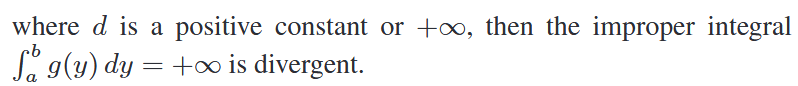 where d is a positive constant or +∞, then the improper integral
∫_a^b g(y) dy = +∞ is divergent.